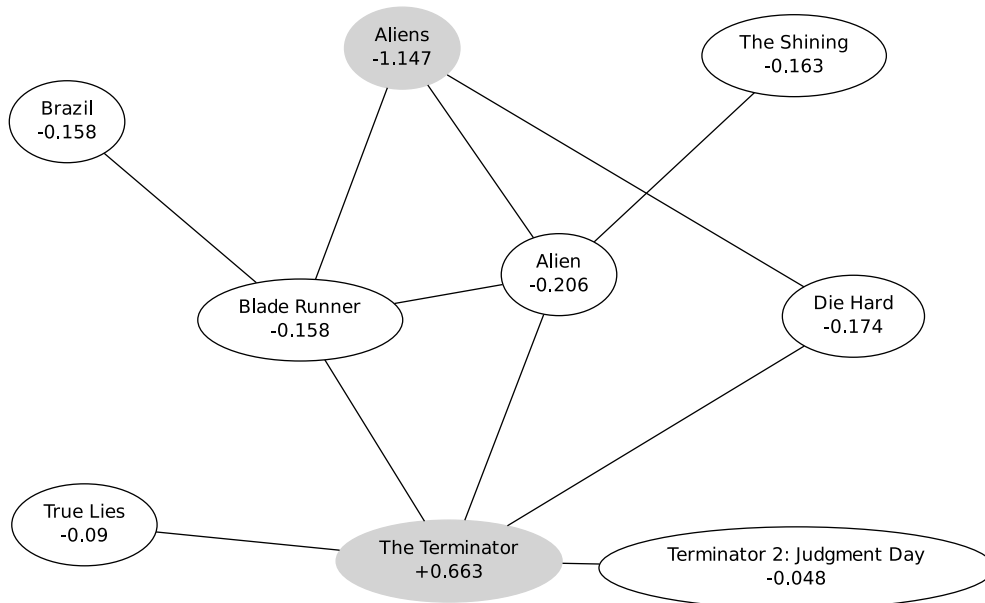 Aliens
-1.147
The Shining
-0.163
Brazil
-0.158
Alien
-0.206
Blade Runner
-0.158
Die Hard
-0.174
True Lies
-0.09
The Terminator
+0.663
Terminator 2: Judgment Day
-0.048